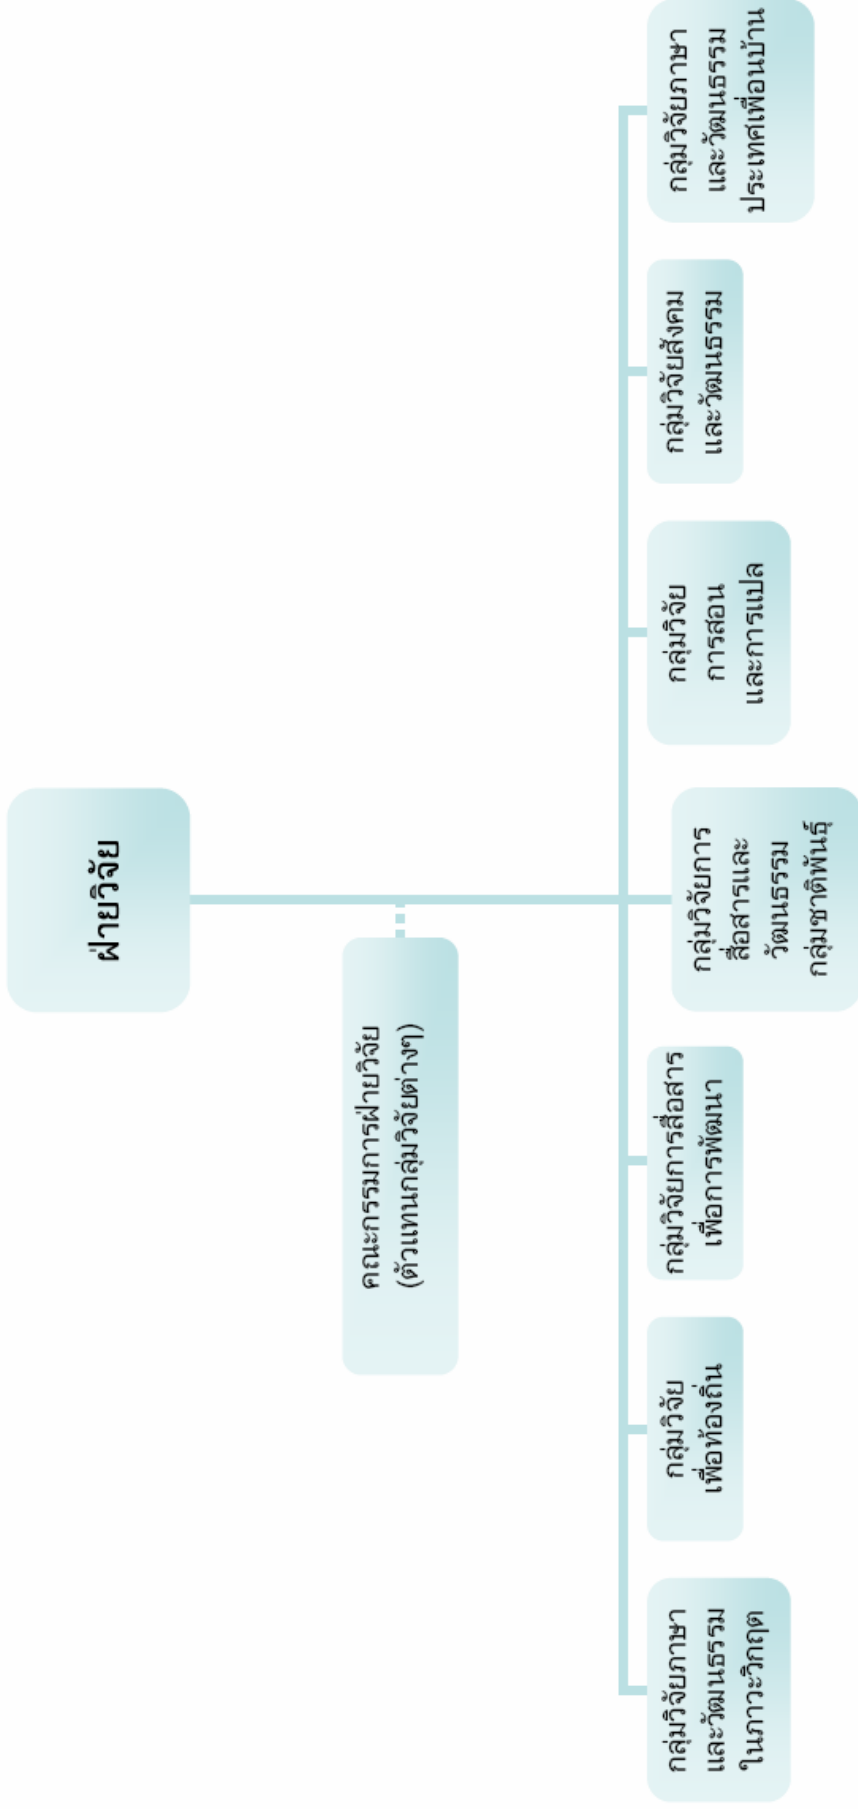 ฝ่ายวิจัย
คณะกรรมการฝ่ายวิจัย
(ตัวแทนกลุ่มวิจัยต่างๆ)
กลุ่มวิจัยภาษา
และวัฒนธรรม
ในภาวะวิกฤต
กลุ่มวิจัย
เพื่อท้องถิ่น
กลุ่มวิจัยการสื่อสาร
เพื่อการพัฒนา
กลุ่มวิจัยการ
สื่อสารและ
วัฒนธรรม
กลุ่มชาติพันธุ์
กลุ่มวิจัย
การสอน
และการแปล
กลุ่มวิจัยสังคม
และวัฒนธรรม
กลุ่มวิจัยภาษา
และวัฒนธรรม
ประเทศเพื่อนบ้าน